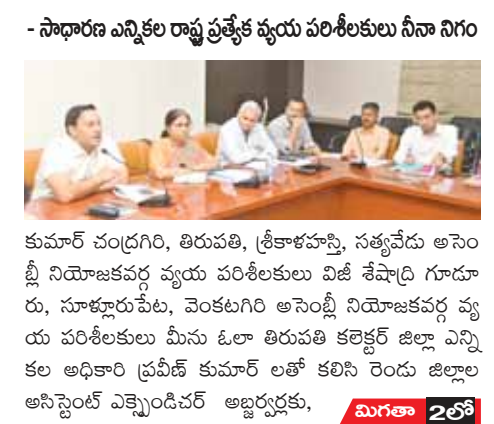 - సాధారణ ఎన్నికల రాష్ట్ర ప్రత్యేక వ్యయ పరిశీలకులు నీనా నిగం
కుమార్ చంద్రగిరి, తిరుపతి, శ్రీకాళహస్తి, సత్యవేడు అసెం
బ్లీ నియోజకవర్గ వ్యయ పరిశీలకులు విజీ శేషాద్రి గూడూ
రు, సూళ్లూరుపేట, వెంకటగిరి అసెంబ్లీ నియోజకవర్గ వ్య
య పరిశీలకులు మీను ఓలా తిరుపతి కలెక్టర్ జిల్లా ఎన్ని
కల అధికారి ప్రవీణ్ కుమార్ లతో కలిసి రెండు జిల్లాల
అసిస్టెంట్ ఎక్స్పెండిచర్ అబ్జర్వర్లకు,
మిగతా 2లో